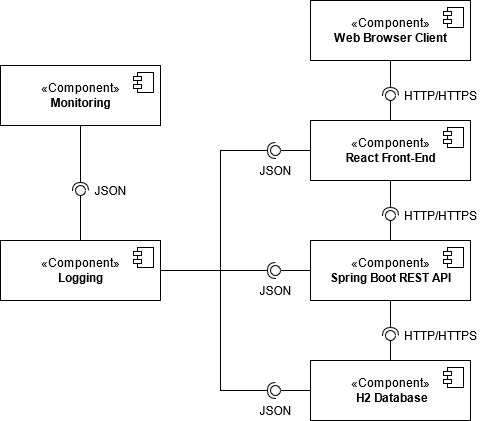 «Component»
Web Browser Client
«Component»
Monitoring
HTTP/HTTPS
«Component»
React Front-End
JSON
JSON
HTTP/HTTPS
«Component»
Logging
JSON
«Component»
Spring Boot REST API
HTTP/HTTPS
«Component»
H2 Database
JSON